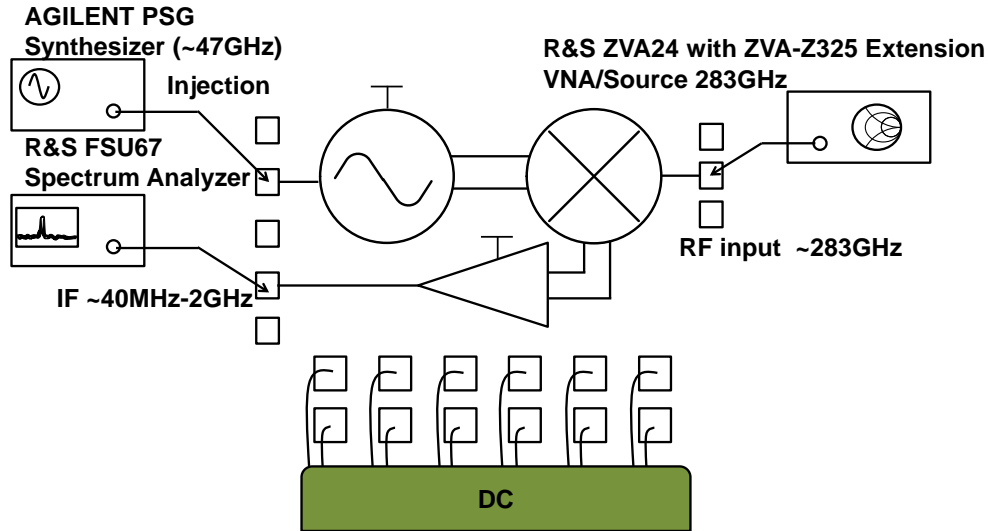 AGILENT PSG
Synthesizer (~47GHz)
Injection
R&S FSU67
Spectrum Analyzer
IF ~40MHz-2GHz
R&S ZVA24 with ZVA-Z325 Extension
VNA/Source 283GHz
RF input ~283GHz
DC